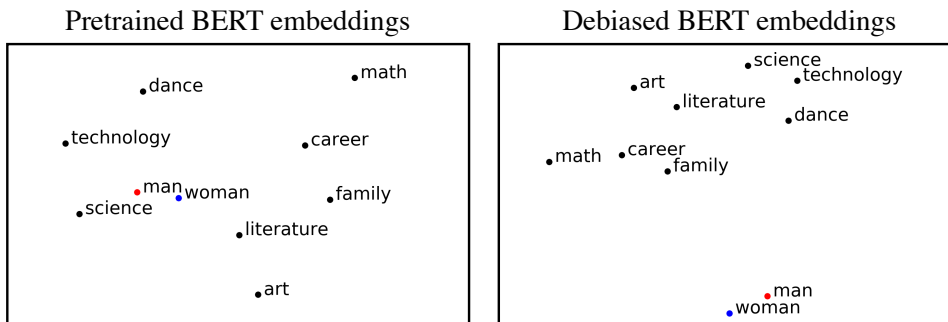 Pretrained BERT embeddings
math
dance
technology
career
man
woman
family
science
literature
art
Debiased BERT embeddings
science
technology
art
literature
dance
career
math
family
man
woman